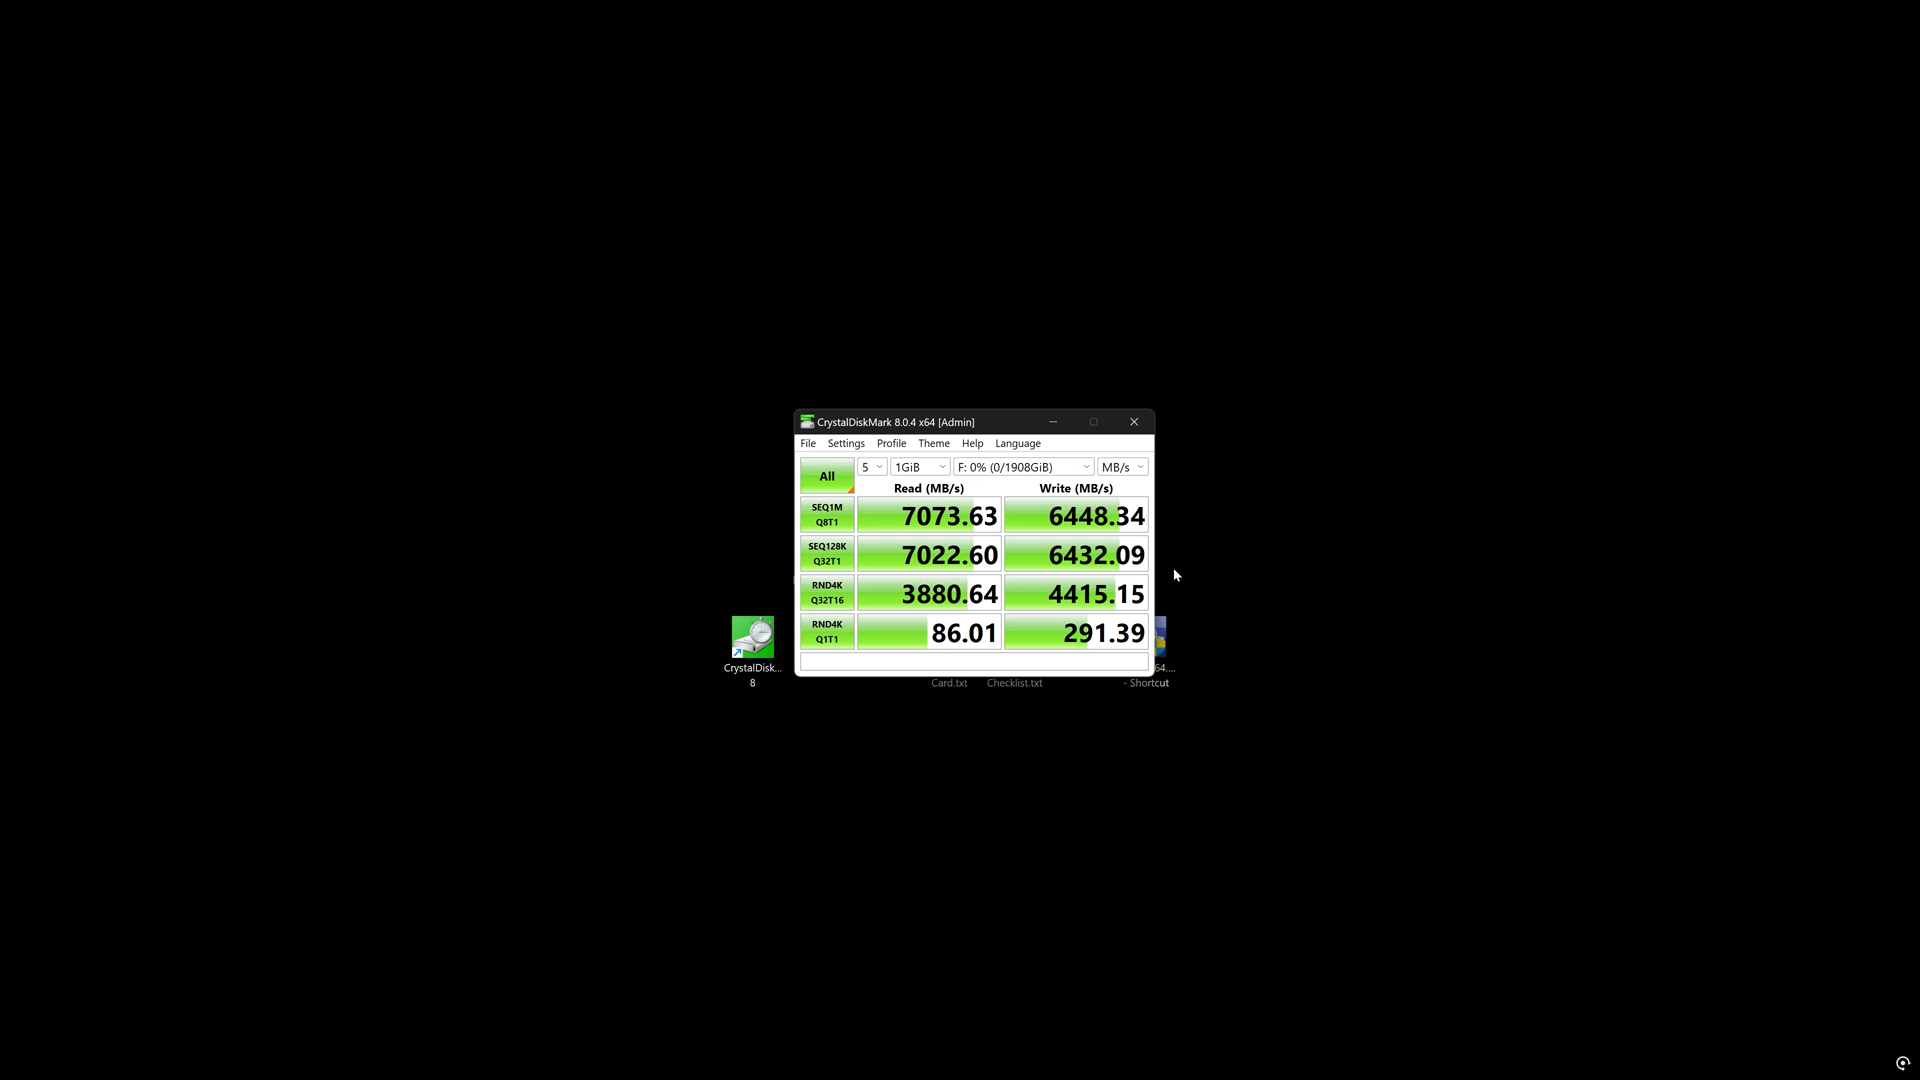 CrystalDiskMark 8.0.4 x64 [Admin]
File Settings Profile Theme Help Language
All 5 1GiB F: 0% (0/1908GiB) MB/s
Read (MB/s) Write (MB/s)
SEQ1M
Q8T1 7073.63 6448.34
SEQ128K
Q32T1 7022.60 6432.09
RND4K
Q32T16 3880.64 4415.15
RND4K
Q1T1 86.01 291.39
CrystalDisk...
8
Card.txt
Checklist.txt
64....
- Shortcut